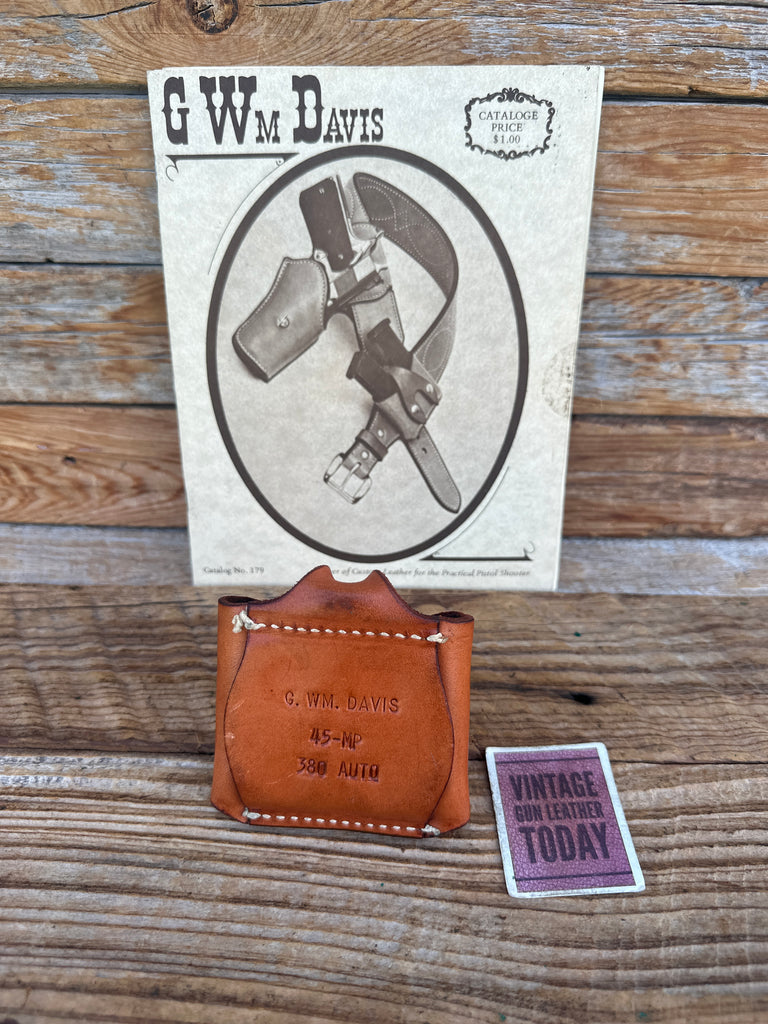 G WM DAVIS
CATALOGE
PRICE
$1.00
Catalog No. 179
of Custom Leather for the Practical Pistol Shooter
G. WM. DAVIS
45-MP
380 AUTO
VINTAGE
GUN LEATHER
TODAY